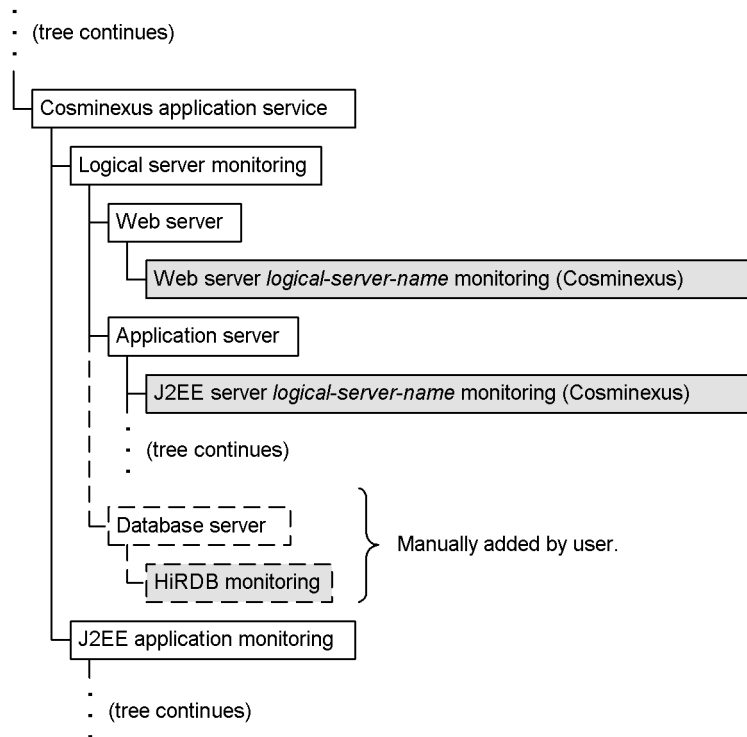 (tree continues)
Cosminexus application service
Logical server monitoring
Web server
Web server logical-server-name monitoring (Cosminexus)
Application server
J2EE server logical-server-name monitoring (Cosminexus)
(tree continues)
Database server
Manually added by user.
HiRDB monitoring
J2EE application monitoring
(tree continues)